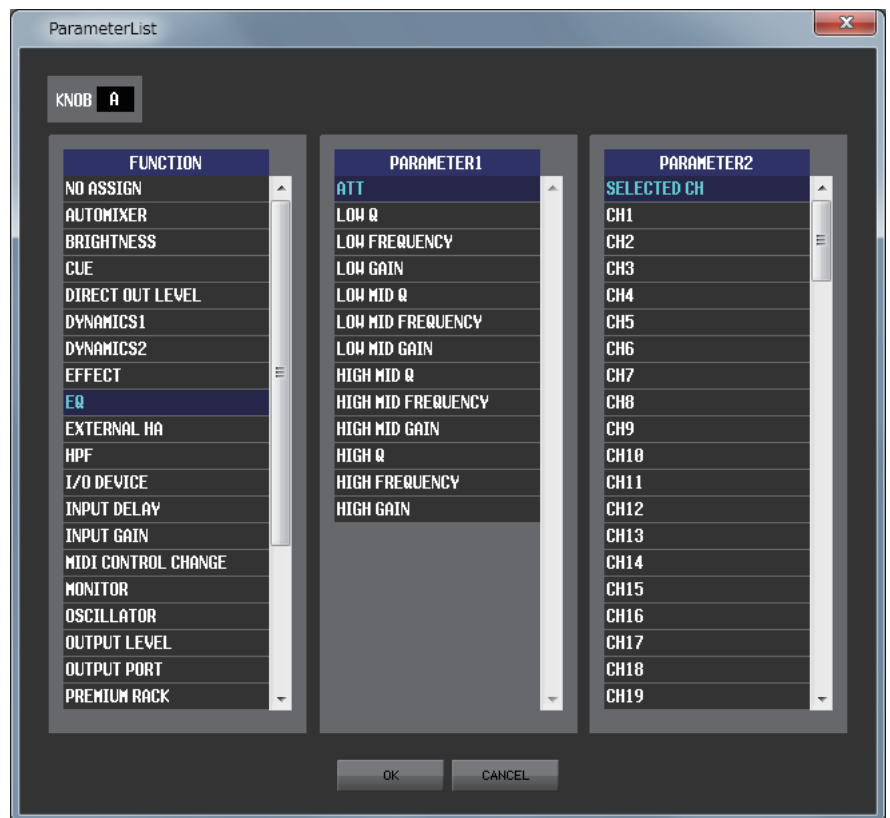 ParameterList
KNOB A
FUNCTION
NO ASSIGN
AUTOMIXER
BRIGHTNESS
CUE
DIRECT OUT LEVEL
DYNAMICS1
DYNAMICS2
EFFECT
EQ
EXTERNAL HA
HPF
I/O DEVICE
INPUT DELAY
INPUT GAIN
MIDI CONTROL CHANGE
MONITOR
OSCILLATOR
OUTPUT LEVEL
OUTPUT PORT
PREMIUM RACK
PARAMETER1
ATT
LOW Q
LOW FREQUENCY
LOW GAIN
LOW MID Q
LOW MID FREQUENCY
LOW MID GAIN
HIGH MID Q
HIGH MID FREQUENCY
HIGH MID GAIN
HIGH Q
HIGH FREQUENCY
HIGH GAIN
PARAMETER2
SELECTED CH
CH1
CH2
CH3
CH4
CH5
CH6
CH7
CH8
CH9
CH10
CH11
CH12
CH13
CH14
CH15
CH16
CH17
CH18
CH19
OK
CANCEL